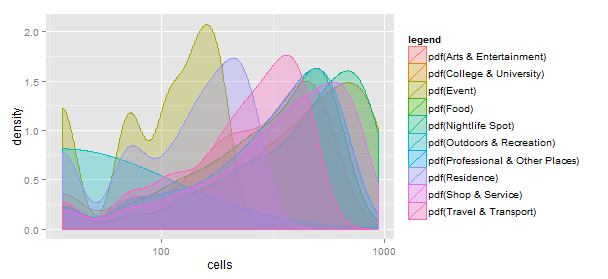 2.0
1.5
1.0
0.5
0.0
density
100
1000
cells
legend
pdf(Arts & Entertainment)
pdf(College & University)
pdf(Event)
pdf(Food)
pdf(Nightlife Spot)
pdf(Outdoors & Recreation)
pdf(Professional & Other Places)
pdf(Residence)
pdf(Shop & Service)
pdf(Travel & Transport)